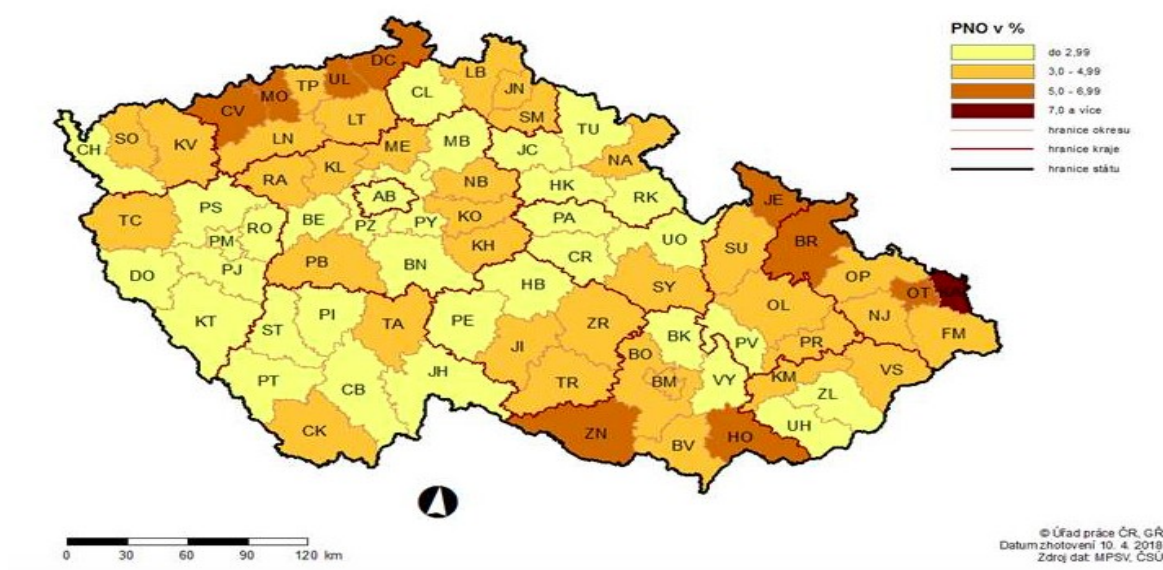 PNO v %
do 2,99
3,0 - 4,99
5,0 - 6,99
7,0 a více
hranice okresu
hranice kraje
hranice státu
DC
UL
TP
MO
CV
LB
JN
CL
SM
LT
LN
TU
SO
KV
CH
ME
MB
JC
NA
RA
KL
NB
HK
RK
AB
TC
PS
RO
BE
PZ
PY
KO
PA
JE
PM
KH
UO
SU
BR
DO
PJ
PB
BN
CR
OP
OT
KT
HB
SY
OL
NJ
FM
ST
PI
TA
PE
ZR
BK
PV
PR
JI
BO
VS
PT
CB
JH
TR
BM
VY
KM
ZL
CK
ZN
BV
HO
UH
0 30 60 90 120 km
© Úřad práce ČR, GŘ
Datum zhotovení 10. 4. 2018
Zdroj dat: MPSV, ČSÚ